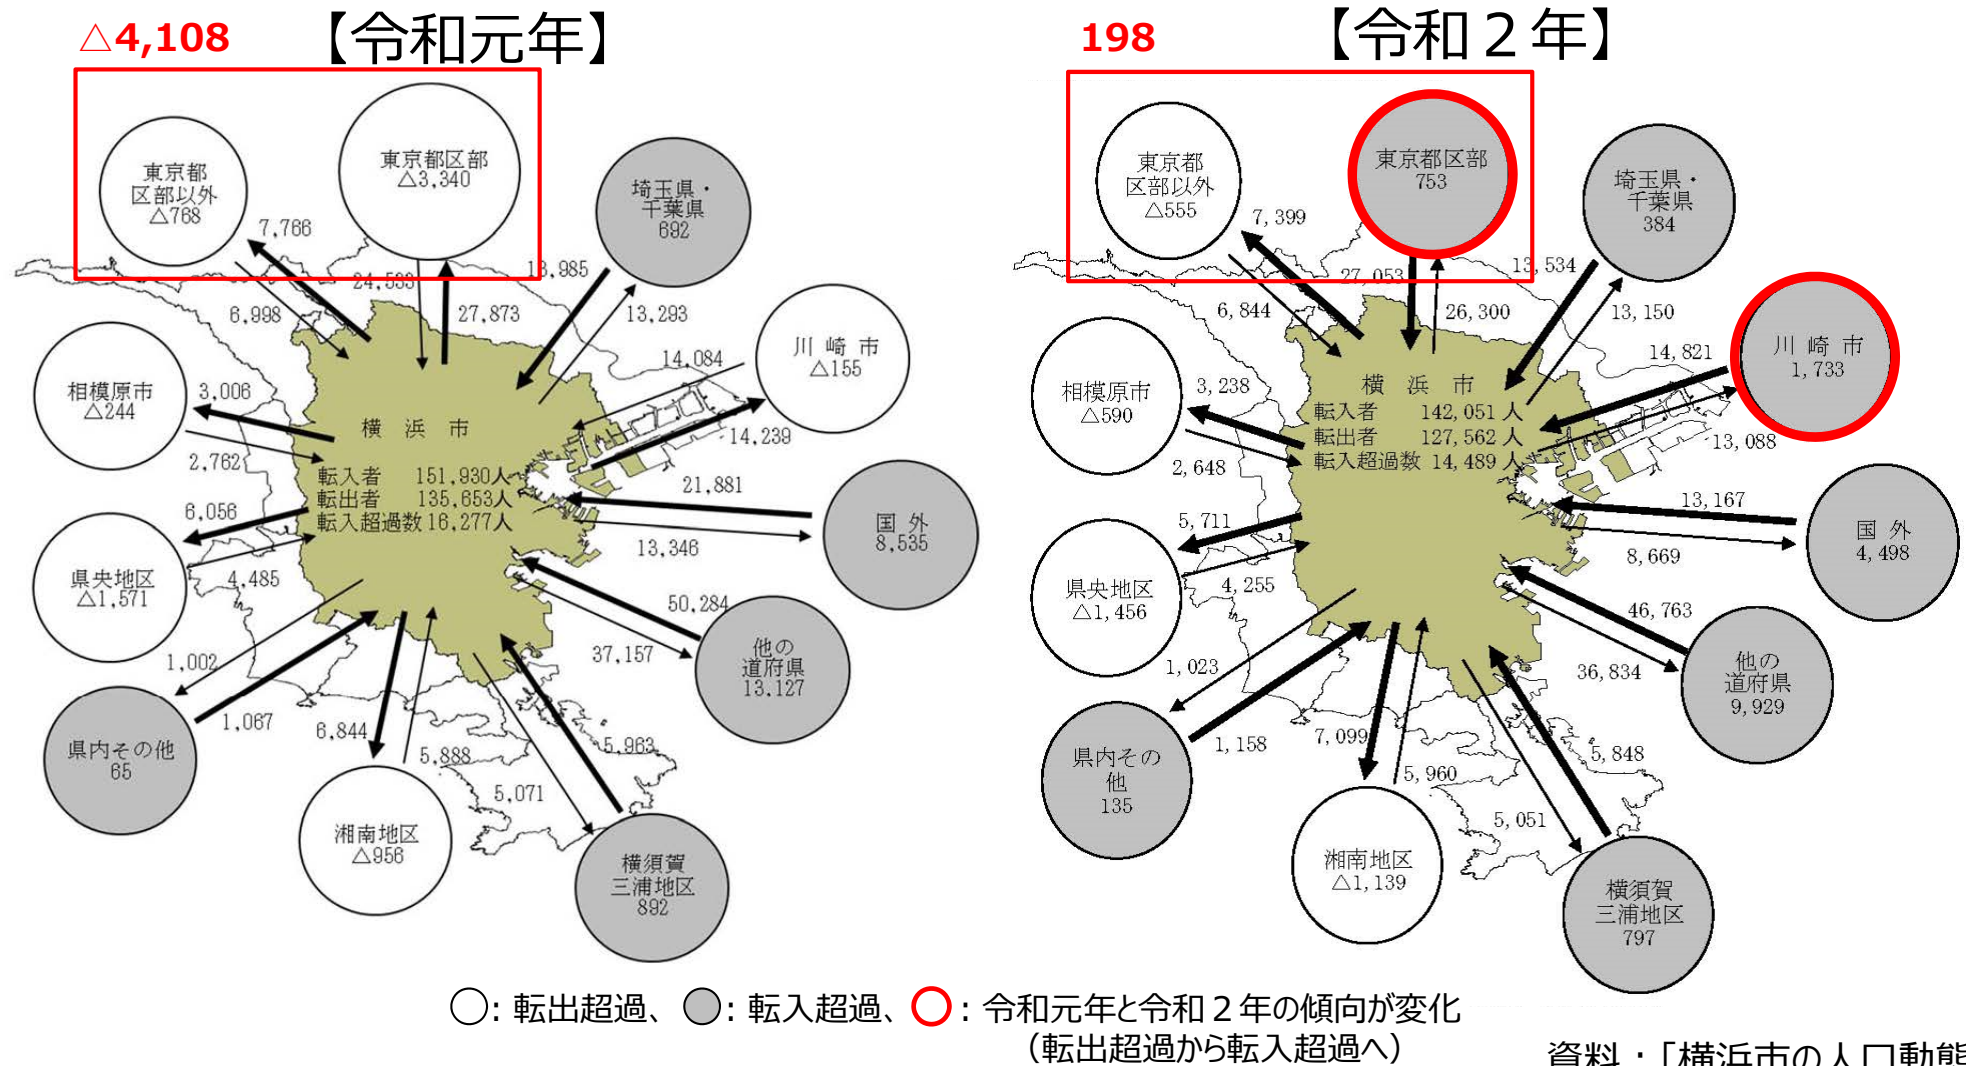 △4,108
【令和元年】
東京都
区部以外
△768
東京都区部
△3,340
埼玉県・
千葉県
692
7,766
6,998
24,533
27,873
13,985
13,293
川崎市
△155
14,084
14,239
相模原市
△244
3,006
2,762
横浜市
転入者 151,930人
転出者 135,653人
転入超過数 16,277人
国外
8,535
21,881
13,346
県央地区
△1,571
6,056
4,485
他の
道府県
13,127
50,284
37,157
県内その他
65
1,002
1,067
湘南地区
△956
6,844
5,888
横須賀
三浦地区
892
5,963
5,071
198
【令和２年】
東京都
区部以外
△555
東京都区部
753
埼玉県・
千葉県
384
7,399
6,844
27,053
26,300
13,534
13,150
川崎市
1,733
14,821
13,088
相模原市
△590
3,238
2,648
横浜市
転入者 142,051人
転出者 127,562人
転入超過数 14,489人
国外
4,498
13,167
8,669
県央地区
△1,456
5,711
4,255
他の
道府県
9,929
46,763
36,834
県内その
他
135
1,023
1,158
湘南地区
△1,139
7,099
5,960
横須賀
三浦地区
797
5,848
5,051
○：転出超過、●：転入超過、○：令和元年と令和２年の傾向が変化
（転出超過から転入超過へ）
資料：「横浜市の人口動態